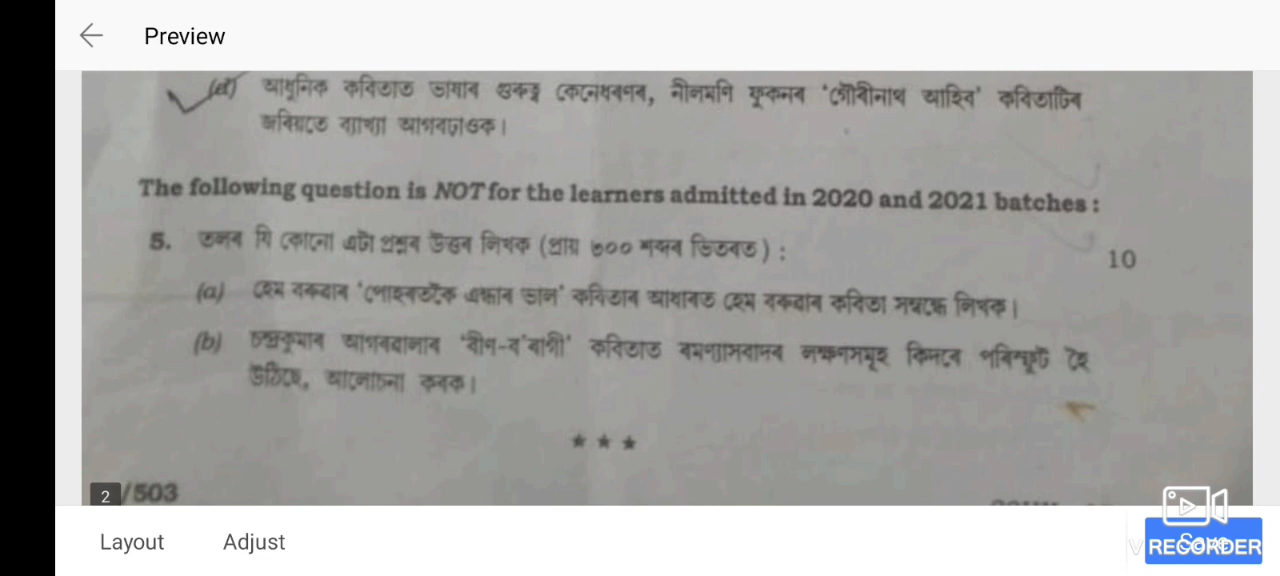 Preview
(d) আধুনিক কবিতাত ভাষাৰ গুৰুত্ব কেনেধৰণৰ, নীলমণি ফুকনৰ ‘গোপীনাথ আহিব’ কবিতাটিৰ
জৰিয়তে ব্যাখ্যা আগবঢ়াওক।
The following question is NOT for the learners admitted in 2020 and 2021 batches :
5. তলৰ যি কোনো এটা প্ৰশ্নৰ উত্তৰ লিখক (প্ৰায় ৩০০ শব্দৰ ভিতৰত) : 10
(a) হেম বৰুৱাৰ ‘পোহৰতকৈ এন্ধাৰ ভাল’ কবিতাৰ আধাৰত হেম বৰুৱাৰ কবিতা সম্বন্ধে লিখক।
(b) চন্দ্ৰকুমাৰ আগৰৱালাৰ ‘বীণ-ব’ৰাগী’ কবিতাত ৰমণ্যাসবাদৰ লক্ষণসমূহ কিদৰে পৰিস্ফূট হৈ
উঠিছে, আলোচনা কৰক।
★ ★ ★
2 /503
Layout Adjust Save
V RECORDER